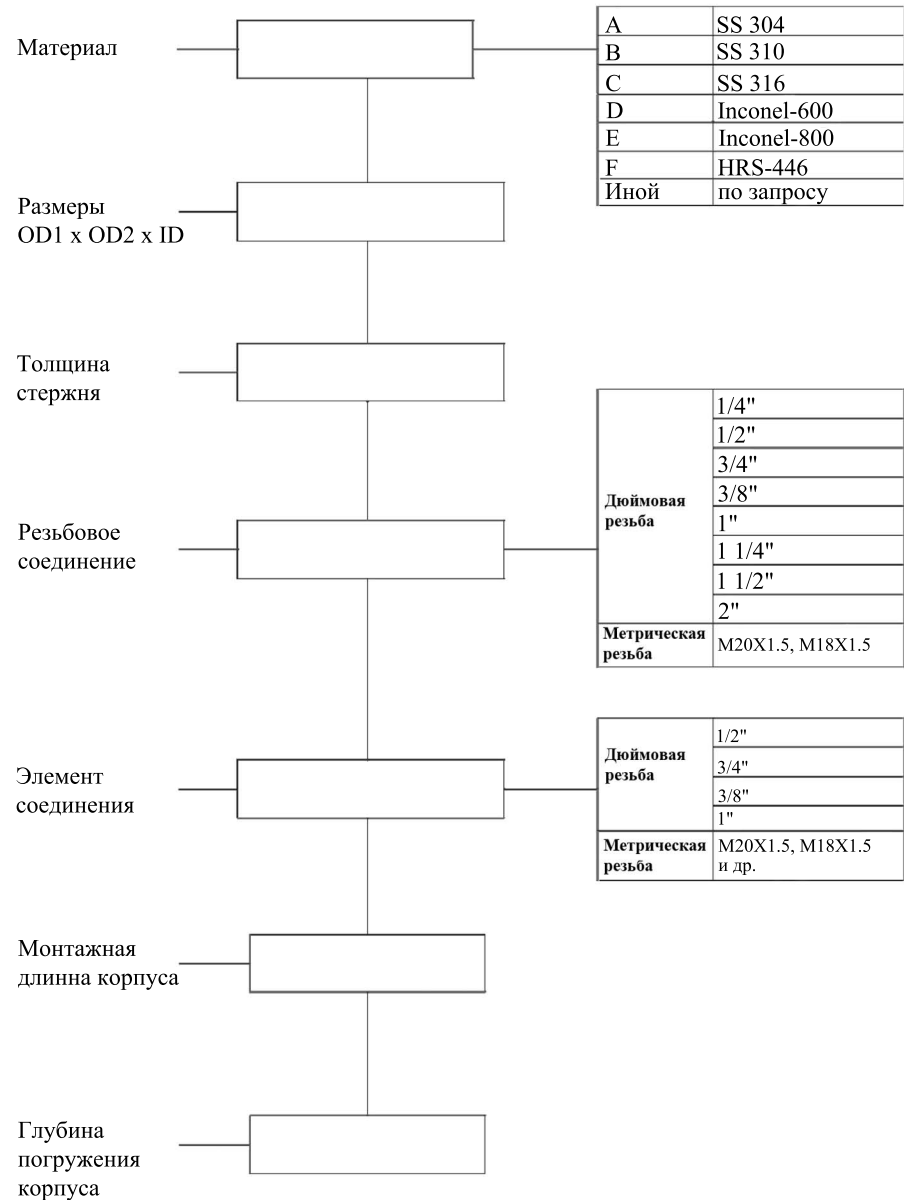 Материал
A SS 304
B SS 310
C SS 316
D Inconel-600
E Inconel-800
F HRS-446
Иной по запросу
Размеры
OD1 x OD2 x ID
Толщина
стержня
Резьбовое
соединение
Дюймовая
резьба
1/4"
1/2"
3/4"
3/8"
1"
1 1/4"
1 1/2"
2"
Метрическая
резьба
M20X1.5, M18X1.5
Элемент
соединения
Дюймовая
резьба
1/2"
3/4"
3/8"
1"
Метрическая
резьба
M20X1.5, M18X1.5
и др.
Монтажная
длинна корпуса
Глубина
погружения
корпуса